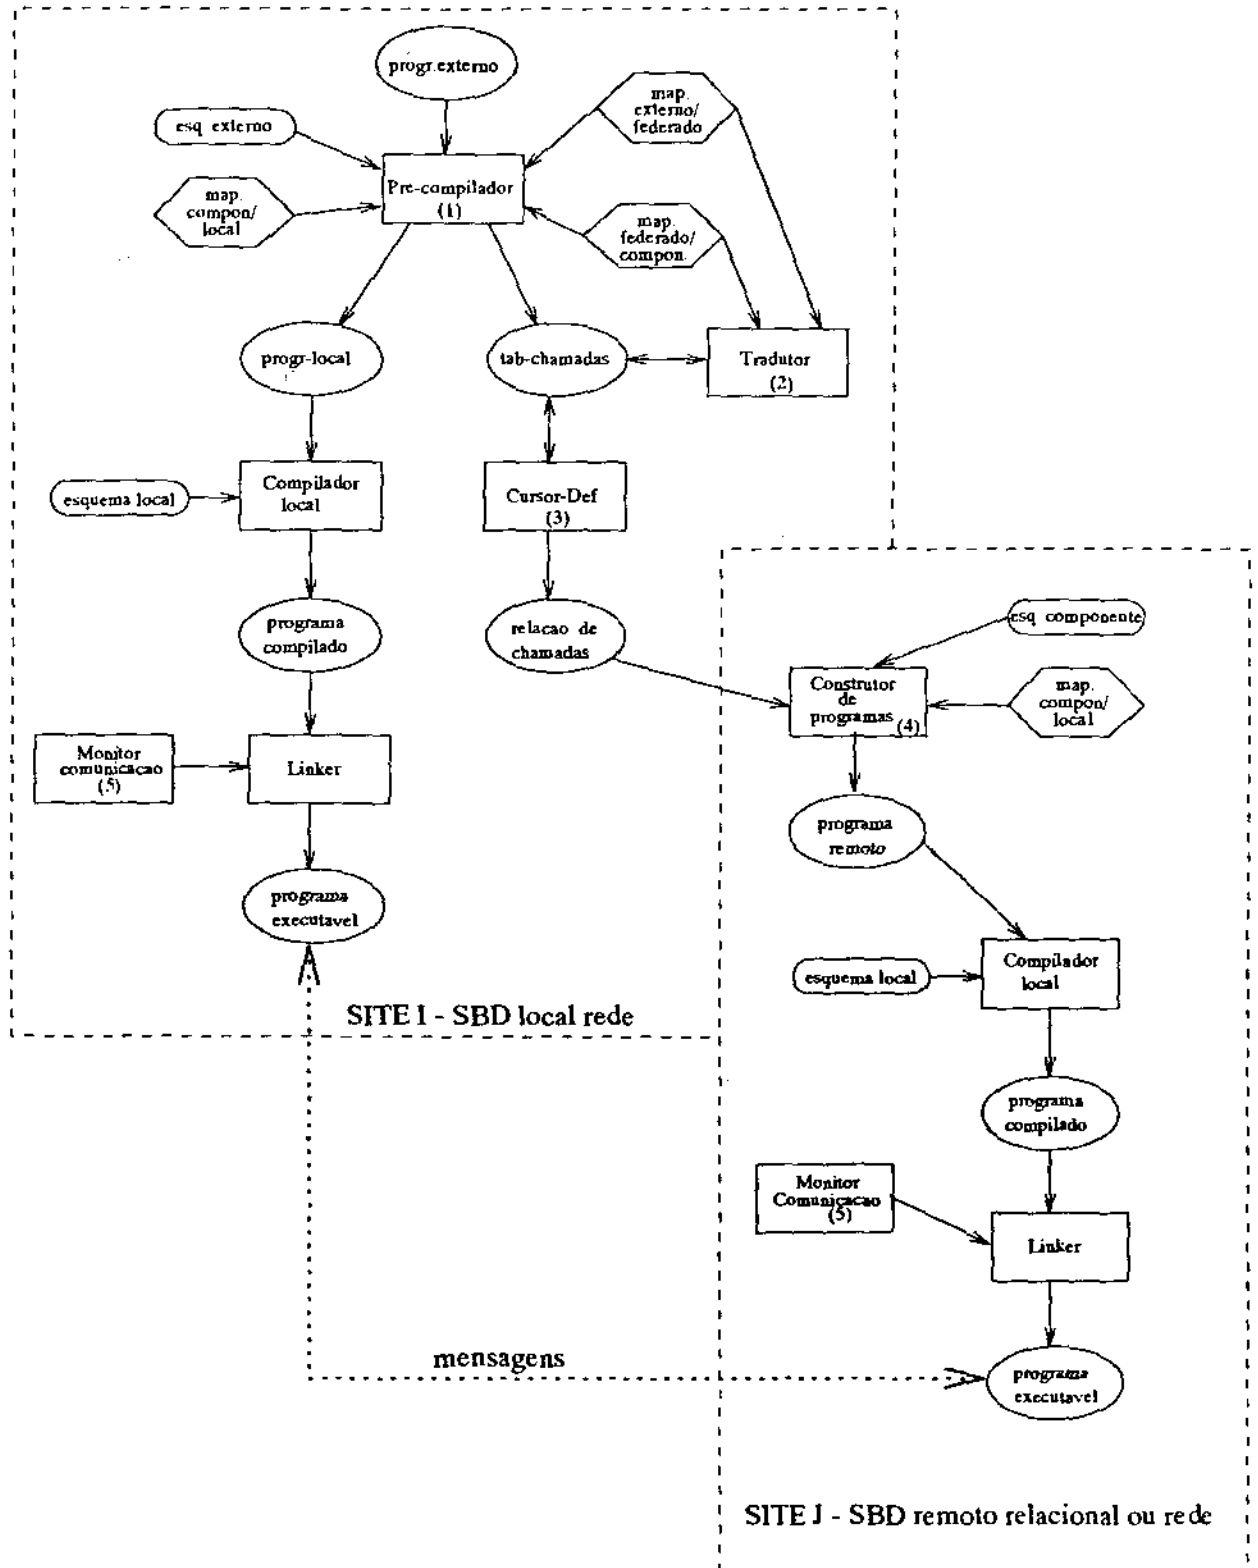 progr.externo
map.
externo/
federado
esq externo
Pre-compilador
(1)
map.
compon/
local
map.
federado/
compon.
progr-local
tab-chamadas
Tradutor
(2)
esquema local
Compilador
local
Cursor-Def
(3)
programa
compilado
relacao de
chamadas
esq componente
Construtor
de
programas
(4)
map.
compon/
local
Monitor
comunicacao
(5)
Linker
programa
remoto
programa
executavel
esquema local
Compilador
local
SITE I - SBD local rede
programa
compilado
Monitor
Comunicacao
(5)
Linker
mensagens
programa
executavel
SITE J - SBD remoto relacional ou rede